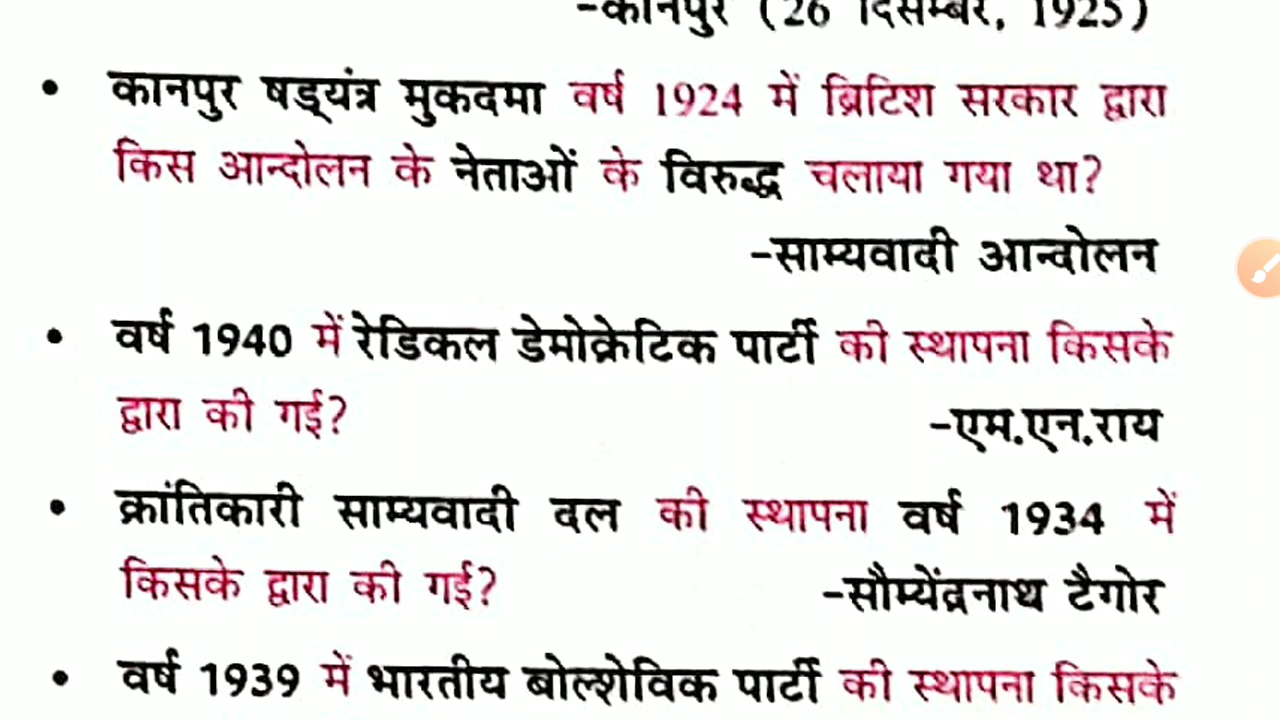 -कानपुर (26 दिसम्बर, 1925)
• कानपुर षड्यंत्र मुकदमा वर्ष 1924 में ब्रिटिश सरकार द्वारा
किस आन्दोलन के नेताओं के विरुद्ध चलाया गया था?
-साम्यवादी आन्दोलन
• वर्ष 1940 में रेडिकल डेमोक्रेटिक पार्टी की स्थापना किसके
द्वारा की गई? -एम.एन.राय
• क्रांतिकारी साम्यवादी दल की स्थापना वर्ष 1934 में
किसके द्वारा की गई? -सौम्येंद्रनाथ टैगोर
• वर्ष 1939 में भारतीय बोल्शेविक पार्टी की स्थापना किसके